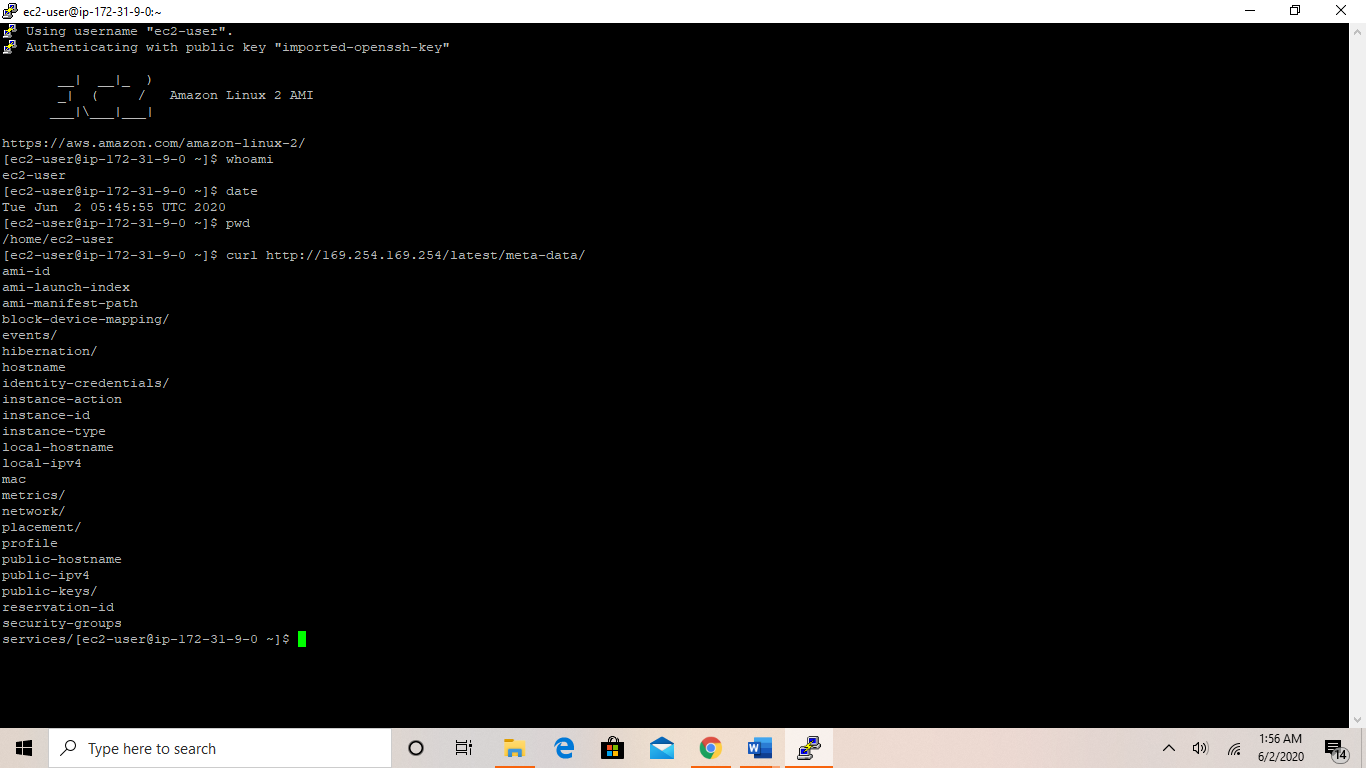 ec2-user@ip-172-31-9-0:~
Using username "ec2-user".
Authenticating with public key "imported-openssh-key"
       __|  __|_  )
       _|  (     /   Amazon Linux 2 AMI
      ___|\___|___|
https://aws.amazon.com/amazon-linux-2/
[ec2-user@ip-172-31-9-0 ~]$ whoami
ec2-user
[ec2-user@ip-172-31-9-0 ~]$ date
Tue Jun  2 05:45:55 UTC 2020
[ec2-user@ip-172-31-9-0 ~]$ pwd
/home/ec2-user
[ec2-user@ip-172-31-9-0 ~]$ curl http://169.254.169.254/latest/meta-data/
ami-id
ami-launch-index
ami-manifest-path
block-device-mapping/
events/
hibernation/
hostname
identity-credentials/
instance-action
instance-id
instance-type
local-hostname
local-ipv4
mac
metrics/
network/
placement/
profile
public-hostname
public-ipv4
public-keys/
reservation-id
security-groups
services/[ec2-user@ip-172-31-9-0 ~]$
Type here to search
1:56 AM
6/2/2020
14